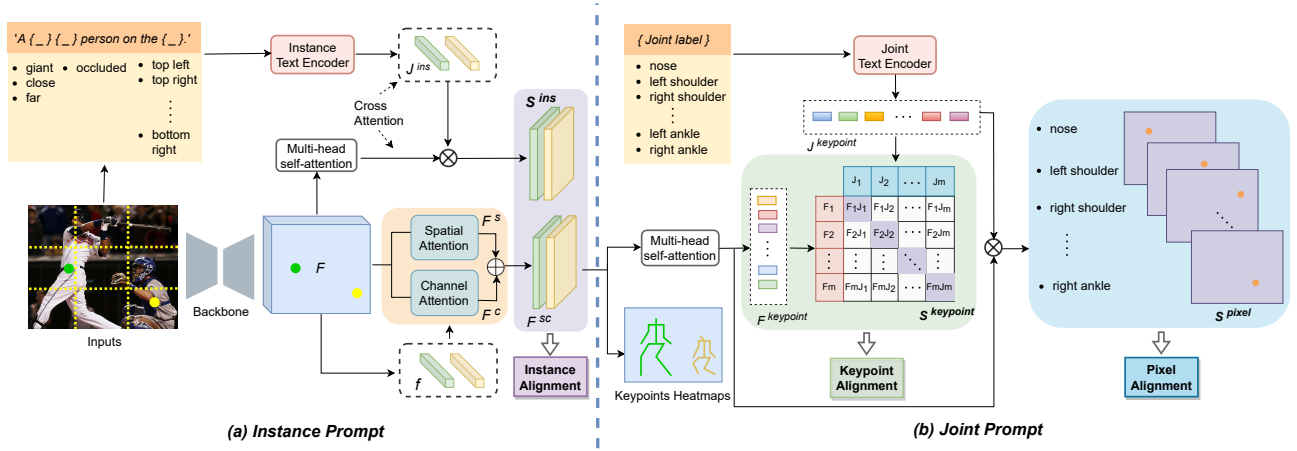 'A { _ } { _ } person on the { _ }.'
• giant
• close
• far
• occluded
• top left
• top right
⋮
• bottom
right
Instance
Text Encoder
J ins
Cross
Attention
Multi-head
self-attention
S ins
Inputs
Backbone
F
Spatial
Attention
Channel
Attention
F s
F c
f
F sc
Instance
Alignment
(a) Instance Prompt
{ Joint label }
• nose
• left shoulder
• right shoulder
⋮
• left ankle
• right ankle
Joint
Text Encoder
· · ·
J keypoint
Multi-head
self-attention
Keypoints Heatmaps
⋮
F keypoint
J1 J2 · · · Jm
F1 F1J1 F1J2 · · · F1Jm
F2 F2J1 F2J2 · · · F2Jm
⋮ ⋮ ⋮ ⋱ ⋮
Fm FmJ1 FmJ2 · · · FmJm
S keypoint
Keypoint
Alignment
• nose
• left shoulder
• right shoulder
⋮
• right ankle
⋱
S pixel
Pixel
Alignment
(b) Joint Prompt